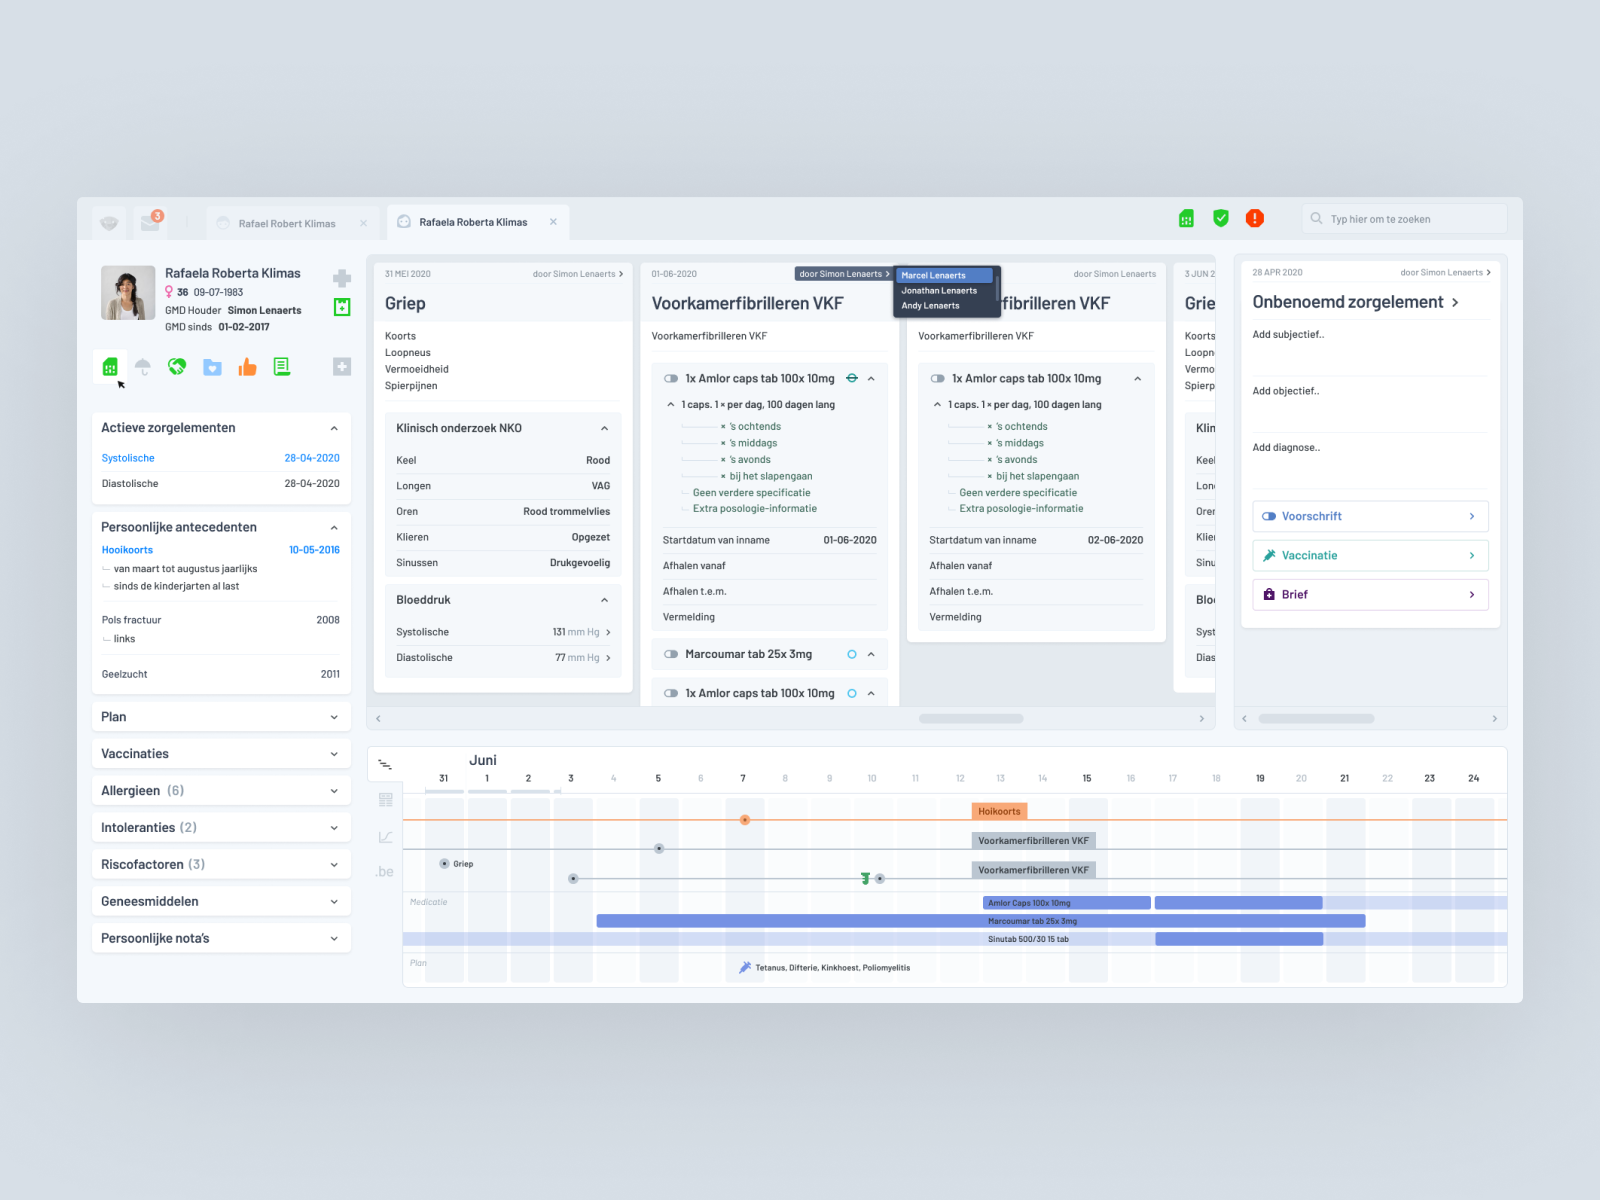 3
Rafael Robert Klimas
Rafaela Roberta Klimas
Typ hier om te zoeken
Rafaela Roberta Klimas
36 09-07-1983
GMD Houder Simon Lenaerts
GMD sinds 01-02-2017
Actieve zorgelementen
Systolische 28-04-2020
Diastolische 28-04-2020
Persoonlijke antecedenten
Hooikoorts 10-05-2016
van maart tot augustus jaarlijks
sinds de kinderjarten al last
Pols fractuur 2008
links
Geelzucht 2011
Plan
Vaccinaties
Allergieen (6)
Intoleranties (2)
Riscofactoren (3)
Geneesmiddelen
Persoonlijke nota's
31 MEI 2020 door Simon Lenaerts
Griep
Koorts
Loopneus
Vermoeidheid
Spierpijnen
Klinisch onderzoek NKO
Keel Rood
Longen VAG
Oren Rood trommelvlies
Klieren Opgezet
Sinussen Drukgevoelig
Bloeddruk
Systolische 131 mm Hg
Diastolische 77 mm Hg
01-06-2020 door Simon Lenaerts
Marcel Lenaerts
Jonathan Lenaerts
Andy Lenaerts
Voorkamerfibrilleren VKF
Voorkamerfibrilleren VKF
1x Amlor caps tab 100x 10mg
1 caps. 1 × per dag, 100 dagen lang
× 's ochtends
× 's middags
× 's avonds
× bij het slapengaan
Geen verdere specificatie
Extra posologie-informatie
Startdatum van inname 01-06-2020
Afhalen vanaf
Afhalen t.e.m.
Vermelding
Marcoumar tab 25x 3mg
1x Amlor caps tab 100x 10mg
door Simon Lenaerts
fibrilleren VKF
Voorkamerfibrilleren VKF
1x Amlor caps tab 100x 10mg
1 caps. 1 × per dag, 100 dagen lang
× 's ochtends
× 's middags
× 's avonds
× bij het slapengaan
Geen verdere specificatie
Extra posologie-informatie
Startdatum van inname 02-06-2020
Afhalen vanaf
Afhalen t.e.m.
Vermelding
3 JUN 2
Grie
Koorts
Loopn
Vermo
Spierp
Klin
Keel
Lon
Oren
Klie
Sinu
Bloe
Syst
Dias
28 APR 2020 door Simon Lenaerts
Onbenoemd zorgelement
Add subjectief..
Add objectief..
Add diagnose..
Voorschrift
Vaccinatie
Brief
Juni
31 1 2 3 4 5 6 7 8 9 10 11 12 13 14 15 16 17 18 19 20 21 22 23 24
.be
Hoikoorts
Voorkamerfibrilleren VKF
Griep
Voorkamerfibrilleren VKF
Medicatie
Amlor Caps 100x 10mg
Marcoumar tab 25x 3mg
Sinutab 500/30 15 tab
Plan
Tetanus, Difterie, Kinkhoest, Poliomyelitis